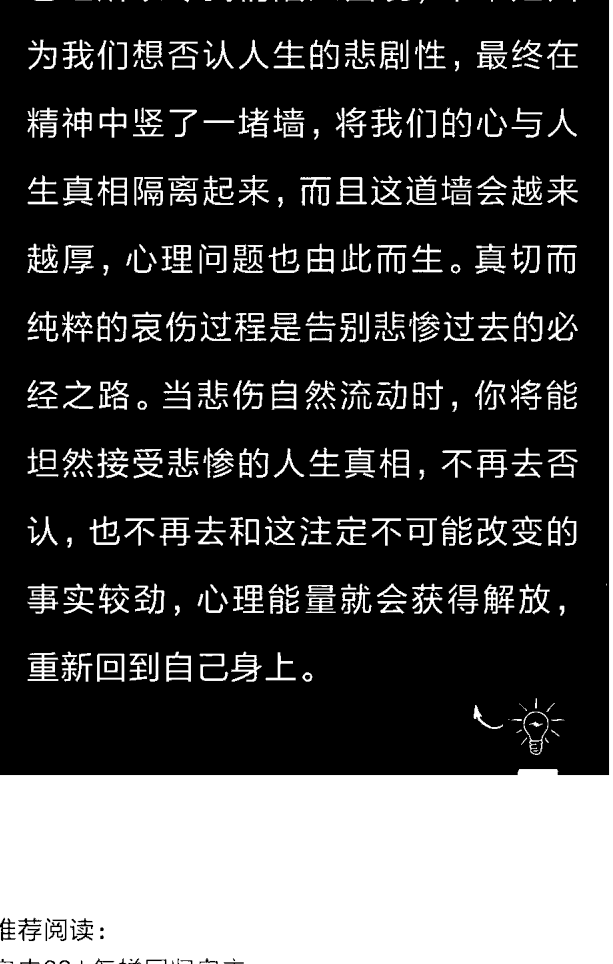 为我们想否认人生的悲剧性，最终在
精神中竖了一堵墙，将我们的心与人
生真相隔离起来，而且这道墙会越来
越厚，心理问题也由此而生。真切而
纯粹的哀伤过程是告别悲惨过去的必
经之路。当悲伤自然流动时，你将能
坦然接受悲惨的人生真相，不再去否
认，也不再去和这注定不可能改变的
事实较劲，心理能量就会获得解放，
重新回到自己身上。
推荐阅读：